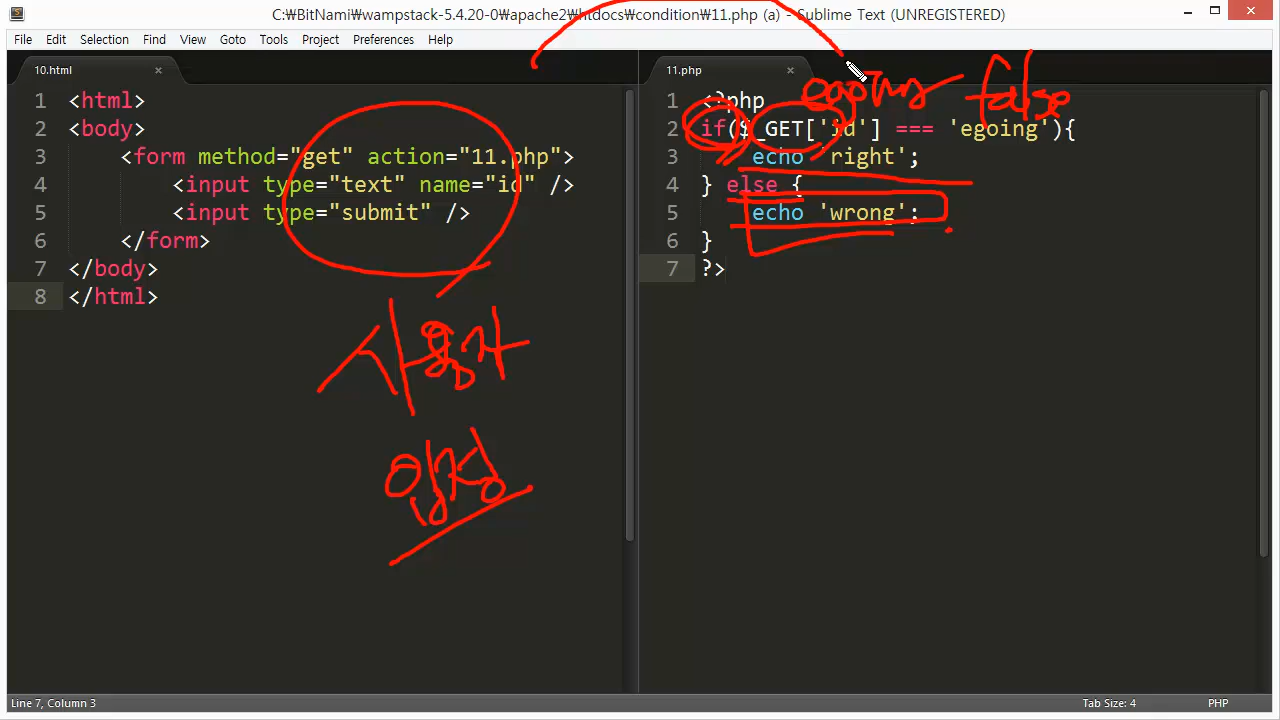 C:₩BitNami₩wampstack-5.4.20-0₩apache2₩htdocs₩condition₩11.php (a) - Sublime Text (UNREGISTERED)
File Edit Selection Find View Goto Tools Project Preferences Help
10.html
1 <html>
2 <body>
3 <form method="get" action="11.php">
4 <input type="text" name="id" />
5 <input type="submit" />
6 </form>
7 </body>
8 </html>
사용자
입장
11.php
false
1 <?php
2 if($_GET['id'] === 'egoing'){
3 echo 'right';
4 } else {
5 echo 'wrong';
6 }
7 ?>
Line 7, Column 3
Tab Size: 4
PHP